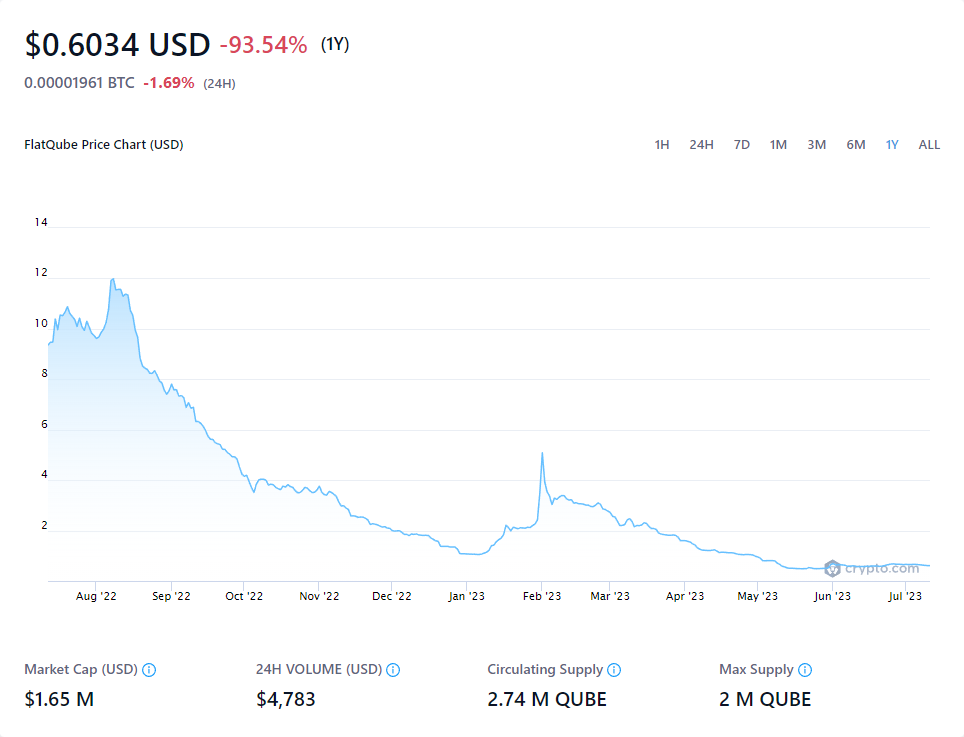 $0.6034 USD -93.54% (1Y)
0.00001961 BTC -1.69% (24H)
FlatQube Price Chart (USD) 1H 24H 7D 1M 3M 6M 1Y ALL
14
12
10
8
6
4
2
crypto.com
Aug '22 Sep '22 Oct '22 Nov '22 Dec '22 Jan '23 Feb '23 Mar '23 Apr '23 May '23 Jun '23 Jul '23
Market Cap (USD) 24H VOLUME (USD) Circulating Supply Max Supply
$1.65 M $4,783 2.74 M QUBE 2 M QUBE